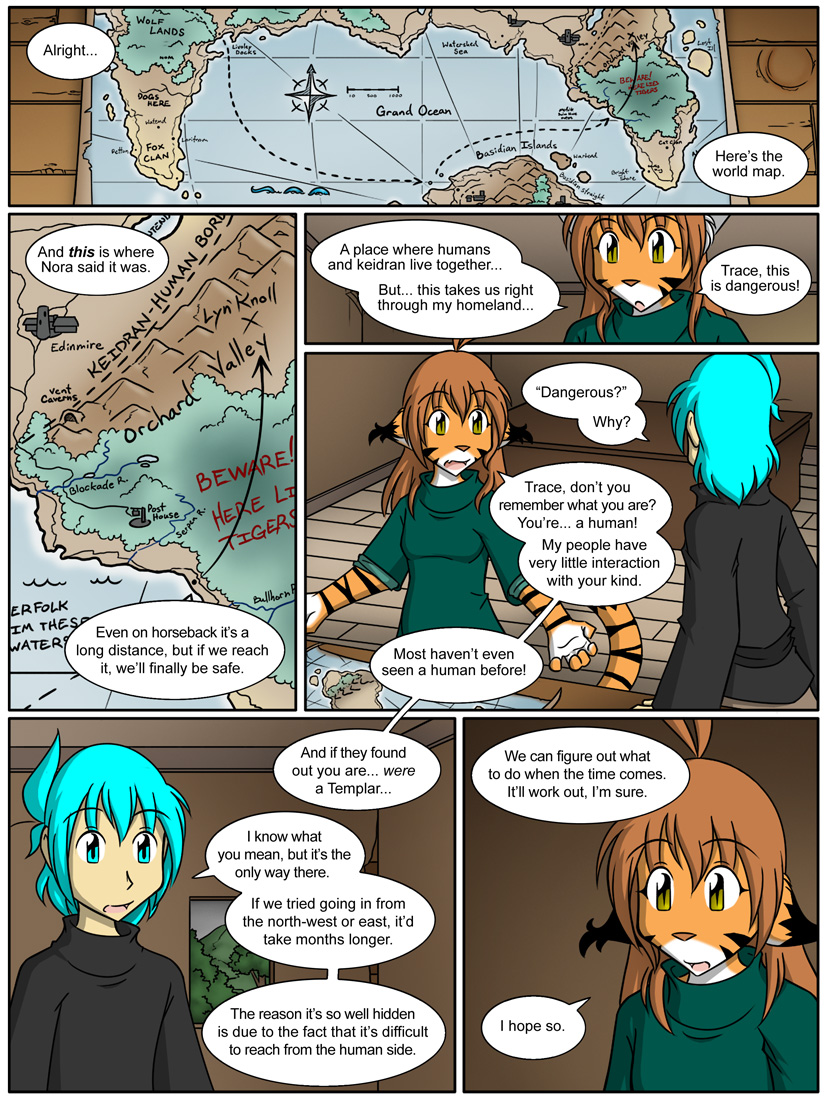 Alright...
WOLF
LANDS
NORA
DOGS
HERE
FOX
CLAN
Docks
Watershed
Sea
Grand Ocean
Basidian Islands
Basidian Straight
BEWARE!
TIGERS
Lost
Here's the
world map.
And this is where
Nora said it was.
KEIDRAN-HUMAN BOR
Edinmire
Lyn Knoll
X
Vent
Caverns
Orchard Valley
BEWARE!
HERE LI
TIGERS
Blockade R.
Post
House
Serpen R.
Bullhorn
ERFOLK
IM THESE
WATERS
Even on horseback it's a
long distance, but if we reach
it, we'll finally be safe.
A place where humans
and keidran live together...
But... this takes us right
through my homeland...
Trace, this
is dangerous!
"Dangerous?"
Why?
Trace, don't you
remember what you are?
You're... a human!
My people have
very little interaction
with your kind.
Most haven't even
seen a human before!
And if they found
out you are... were
a Templar...
I know what
you mean, but it's the
only way there.
If we tried going in from
the north-west or east, it'd
take months longer.
The reason it's so well hidden
is due to the fact that it's difficult
to reach from the human side.
We can figure out what
to do when the time comes.
It'll work out, I'm sure.
I hope so.